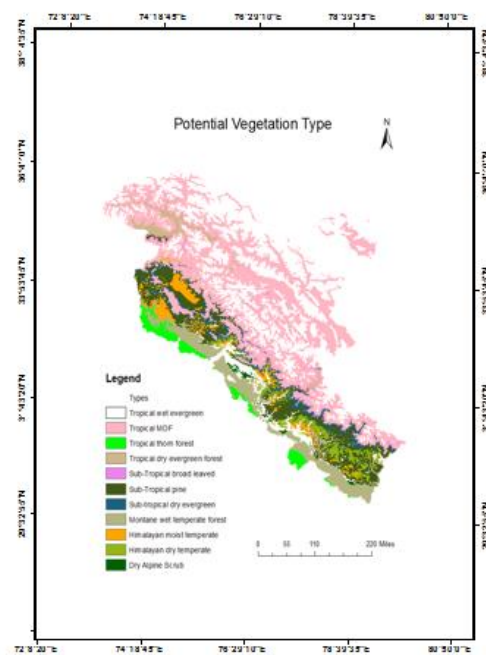 72°8'20"E 74°18'45"E 76°29'10"E 78°39'35"E 80°50'0"E
Potential Vegetation Type
N
Legend
Types
Tropical wet evergreen
Tropical MDF
Tropical thorn forest
Tropical dry evergreen forest
Sub-Tropical broad leaved
Sub-Tropical pine
Sub-tropical dry evergreen
Montane wet temperate forest
Himalayan moist temperate
Himalayan dry temperate
Dry Alpine Scrub
0 55 110 220 Miles
72°8'20"E 74°18'45"E 76°29'10"E 78°39'35"E 80°50'0"E